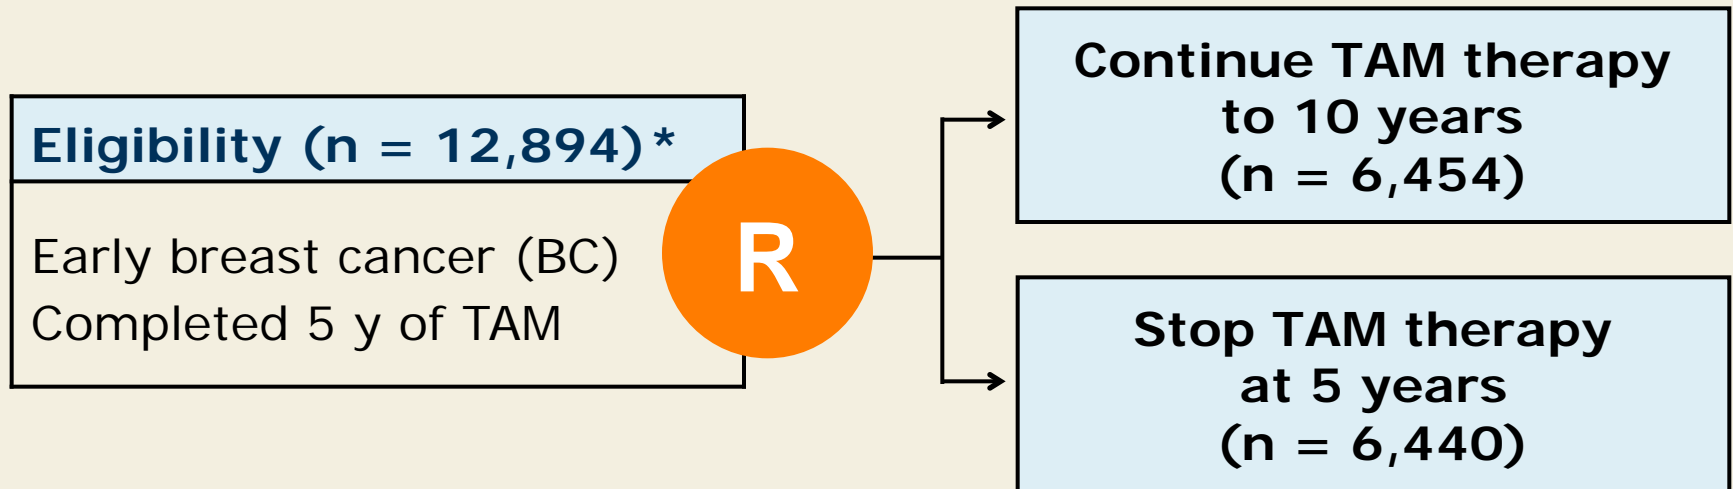 Eligibility (n = 12,894)*
Early breast cancer (BC)
Completed 5 y of TAM
R
Continue TAM therapy
to 10 years
(n = 6,454)
Stop TAM therapy
at 5 years
(n = 6,440)